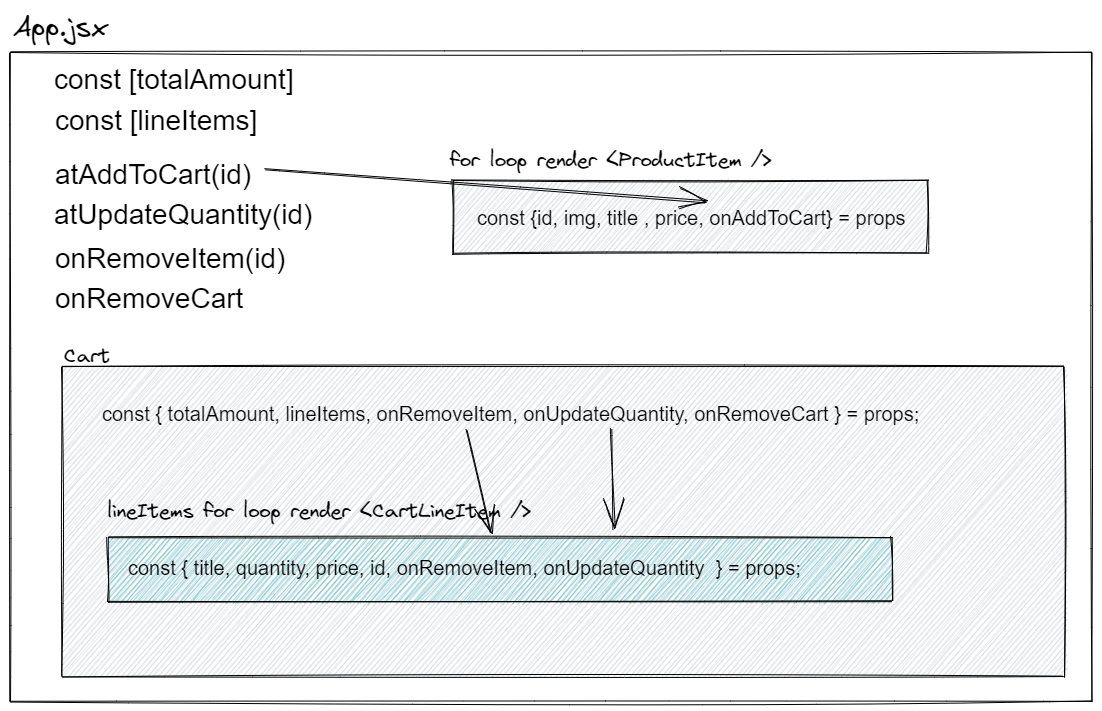 App.jsx
const [totalAmount]
const [lineItems]
atAddToCart(id)
atUpdateQuantity(id)
onRemoveItem(id)
onRemoveCart
for loop render <ProductItem />
const {id, img, title , price, onAddToCart} = props
Cart
const { totalAmount, lineItems, onRemoveItem, onUpdateQuantity, onRemoveCart } = props;
lineItems for loop render <CartLineItem />
const { title, quantity, price, id, onRemoveItem, onUpdateQuantity  } = props;